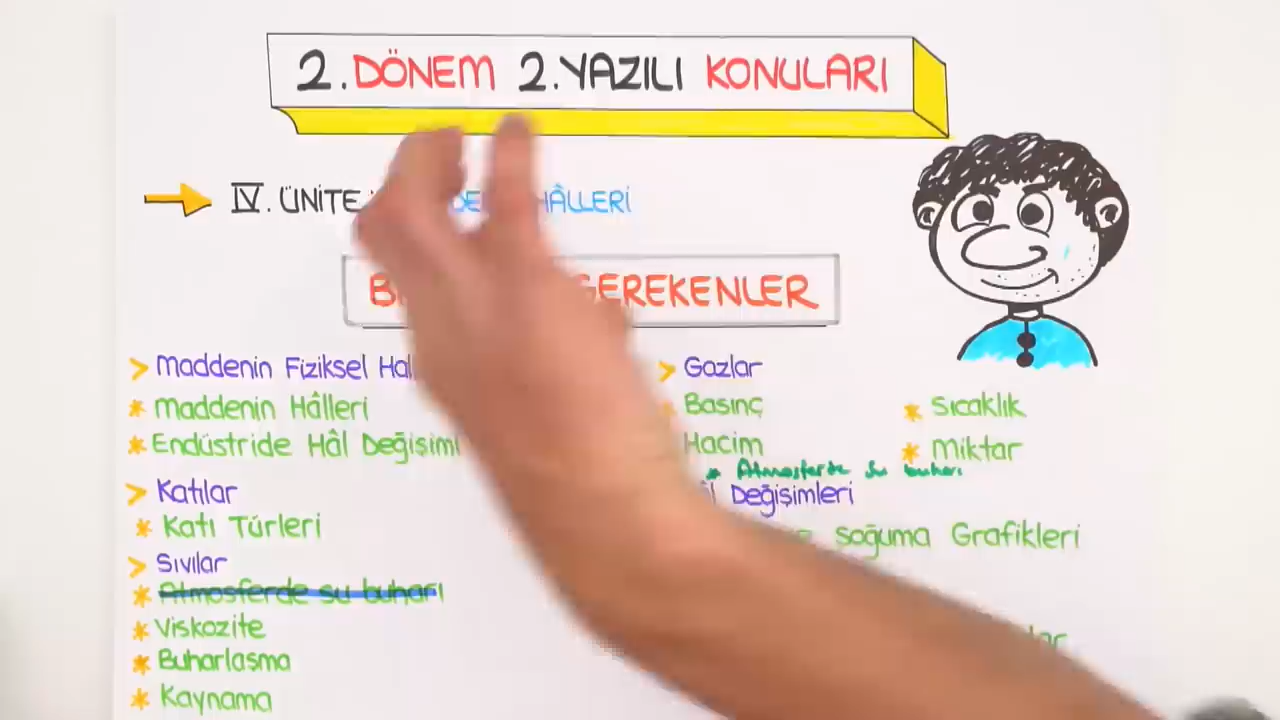 2.DÖNEM 2.YAZILI KONULARI
IV. ÜNİTE HÂLLERİ
GEREKENLER
> Maddenin Fiziksel
* Maddenin Hâlleri
* Endüstride Hâl Değişimi
> Katılar
* Katı Türleri
> Sıvılar
* Atmosferde su buharı
* Viskozite
* Buharlaşma
* Kaynama
> Gazlar
* Basınç
* Sıcaklık
Hacim
* Miktar
* Atmosferde su buharı
Değişimleri
Soğuma Grafikleri